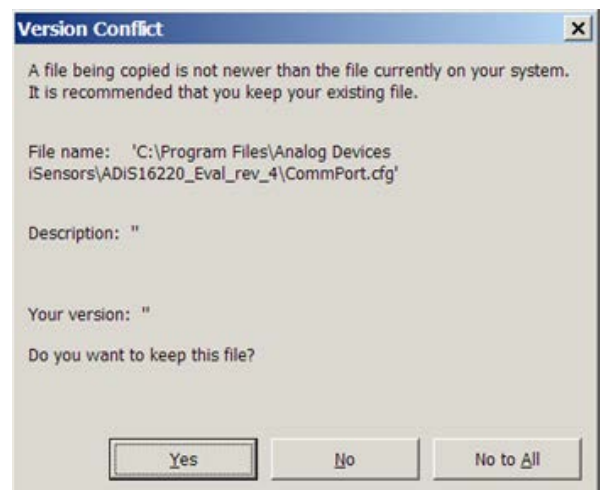 Version Conflict
A file being copied is not newer than the file currently on your system.
It is recommended that you keep your existing file.
File name: 'C:\Program Files\Analog Devices
iSensors\ADiS16220_Eval_rev_4\CommPort.cfg'
Description: ''
Your version: ''
Do you want to keep this file?
Yes No No to All